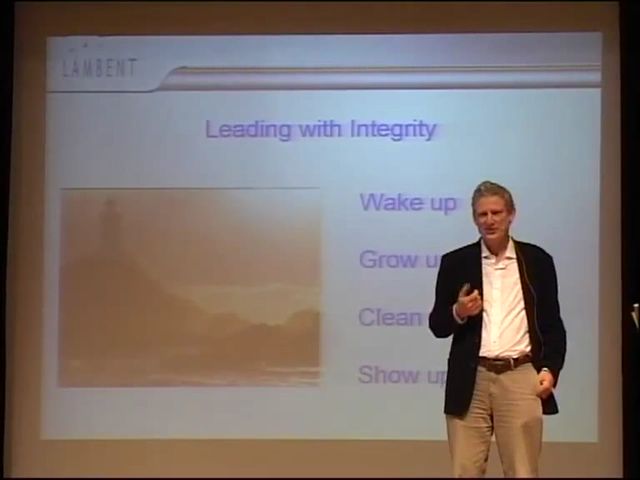 LAMBENT
Leading with Integrity
Wake up
Grow u
Clean
Show up